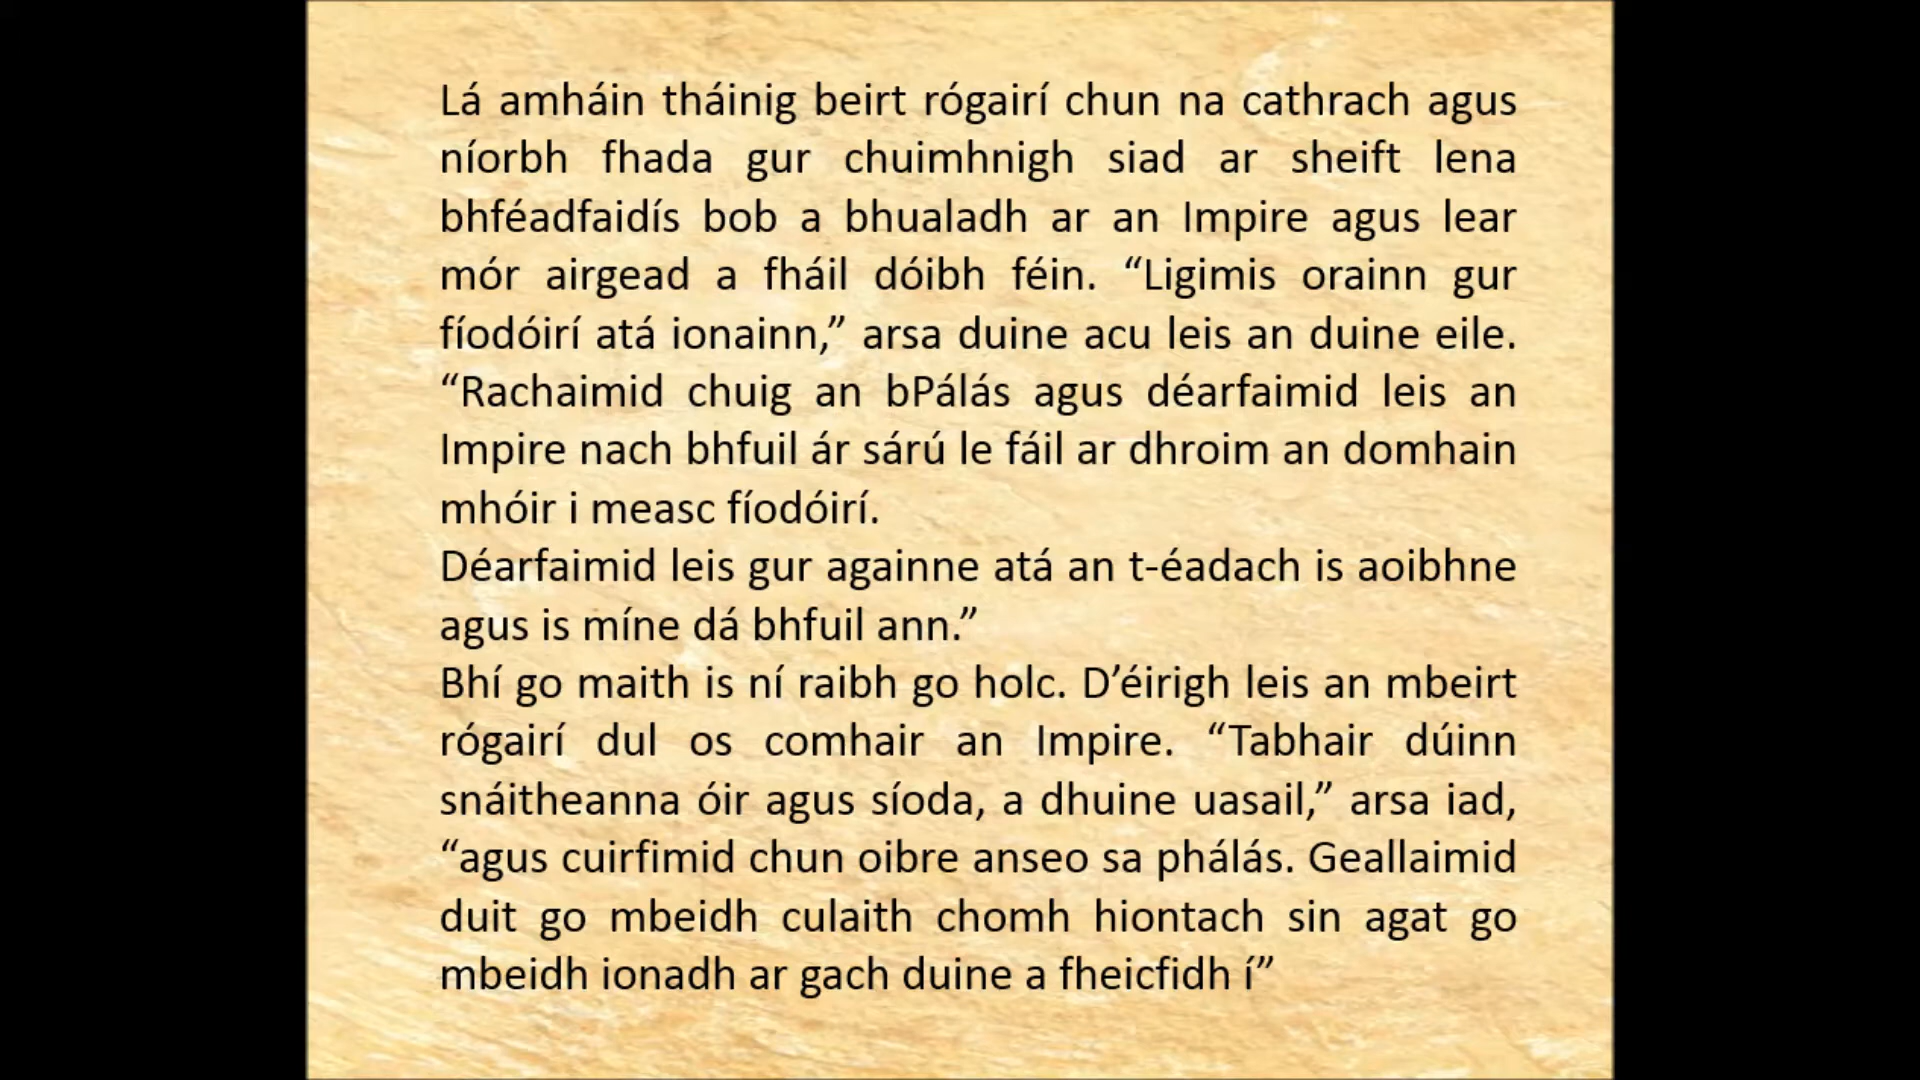 Lá amháin tháinig beirt rógairí chun na cathrach agus
níorbh fhada gur chuimhnigh siad ar sheift lena
bhféadfaidís bob a bhualadh ar an Impire agus lear
mór airgead a fháil dóibh féin. “Ligimis orainn gur
fíodóirí atá ionainn,” arsa duine acu leis an duine eile.
“Rachaimid chuig an bPálás agus déarfaimid leis an
Impire nach bhfuil ár sárú le fáil ar dhroim an domhain
mhóir i measc fíodóirí.
Déarfaimid leis gur againne atá an t-éadach is aoibhne
agus is míne dá bhfuil ann.”
Bhí go maith is ní raibh go holc. D’éirigh leis an mbeirt
rógairí dul os comhair an Impire. “Tabhair dúinn
snáitheanna óir agus síoda, a dhuine uasail,” arsa iad,
“agus cuirfimid chun oibre anseo sa phálás. Geallaimid
duit go mbeidh culaith chomh hiontach sin agat go
mbeidh ionadh ar gach duine a fheicfidh í”